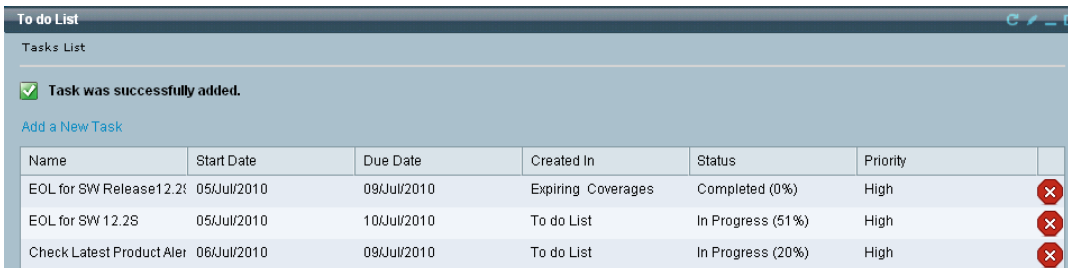 To do List
Tasks List
Task was successfully added.
Add a New Task
Name Start Date Due Date Created In Status Priority
EOL for SW Release12.2S 05/Jul/2010 09/Jul/2010 Expiring Coverages Completed (0%) High
EOL for SW 12.2S 05/Jul/2010 10/Jul/2010 To do List In Progress (51%) High
Check Latest Product Aler 06/Jul/2010 09/Jul/2010 To do List In Progress (20%) High